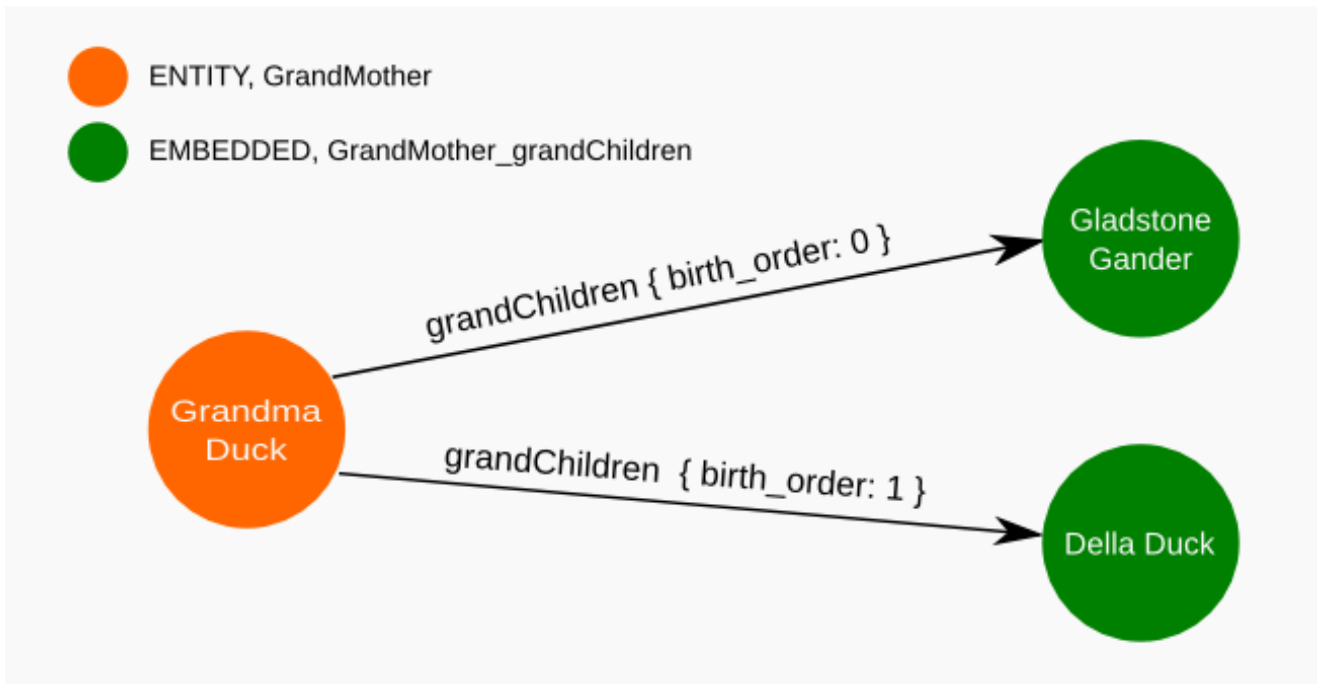 ENTITY, GrandMother
EMBEDDED, GrandMother_grandChildren
Gladstone
Gander
grandChildren { birth_order: 0 }
Grandma
Duck
grandChildren { birth_order: 1 }
Della Duck